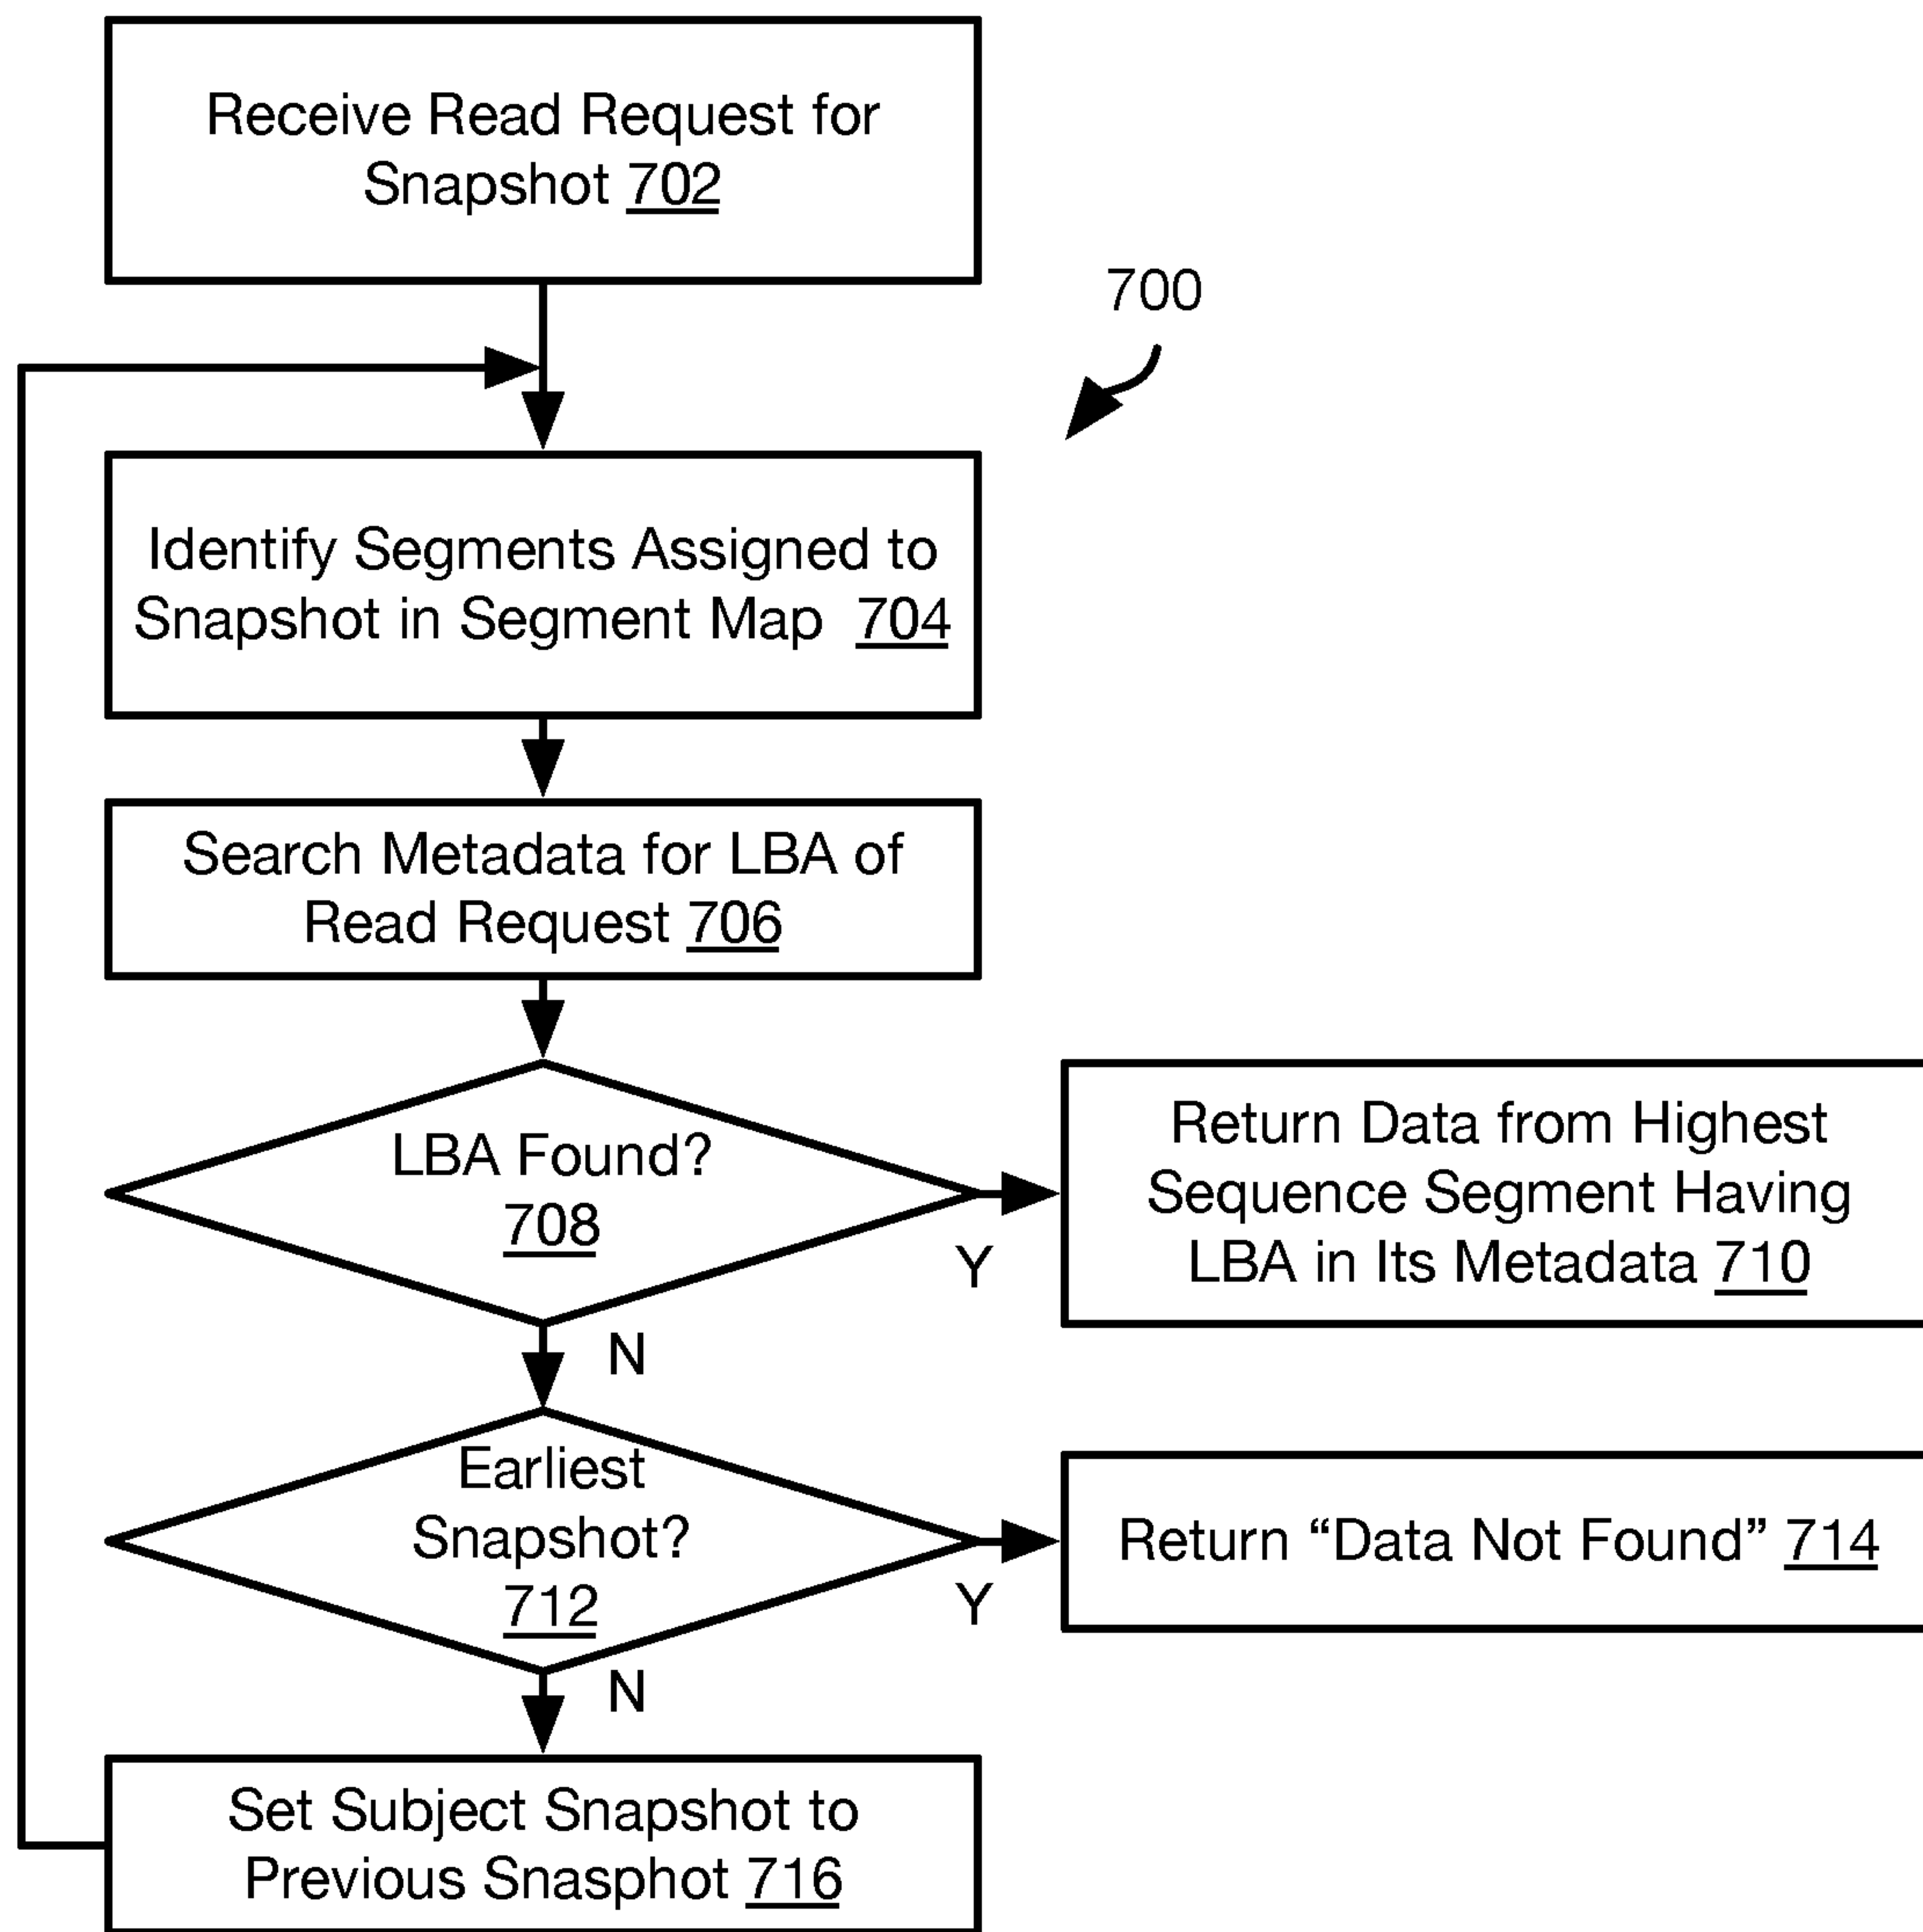 Receive Read Request for
Snapshot 702
700
Identify Segments Assigned to
Snapshot in Segment Map 704
Search Metadata for LBA of
Read Request 706
LBA Found?
708
Y
N
Return Data from Highest
Sequence Segment Having
LBA in Its Metadata 710
Earliest
Snapshot?
712
Y
N
Return “Data Not Found” 714
Set Subject Snapshot to
Previous Snasphot 716